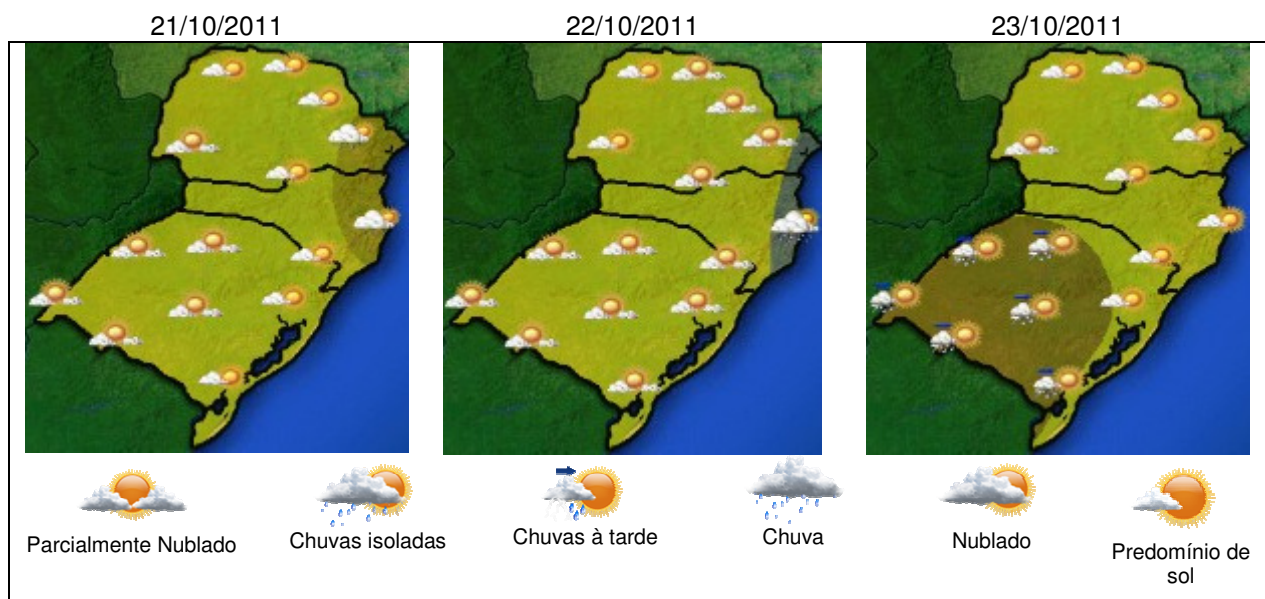 21/10/2011
22/10/2011
23/10/2011
Parcialmente Nublado
Chuvas isoladas
Chuvas à tarde
Chuva
Nublado
Predomínio de
sol